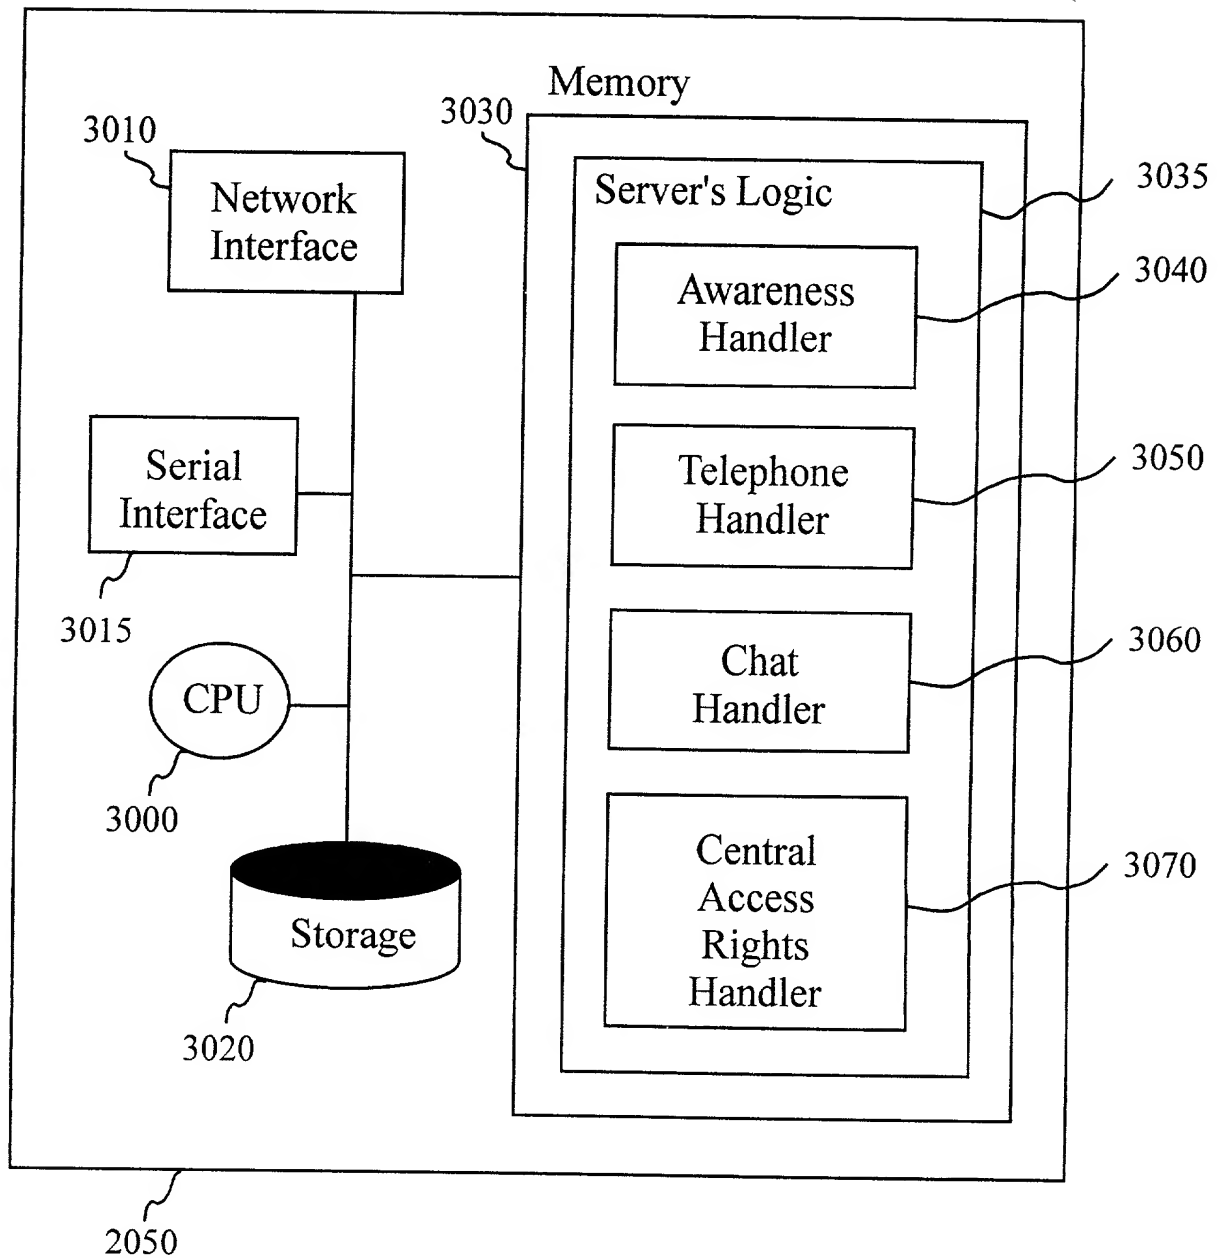 Memory
3030
3010
Network
Interface
Server's Logic
3035
Awareness
Handler
3040
Serial
Interface
3015
Telephone
Handler
3050
CPU
3000
Chat
Handler
3060
Storage
3020
Central
Access
Rights
Handler
3070
2050